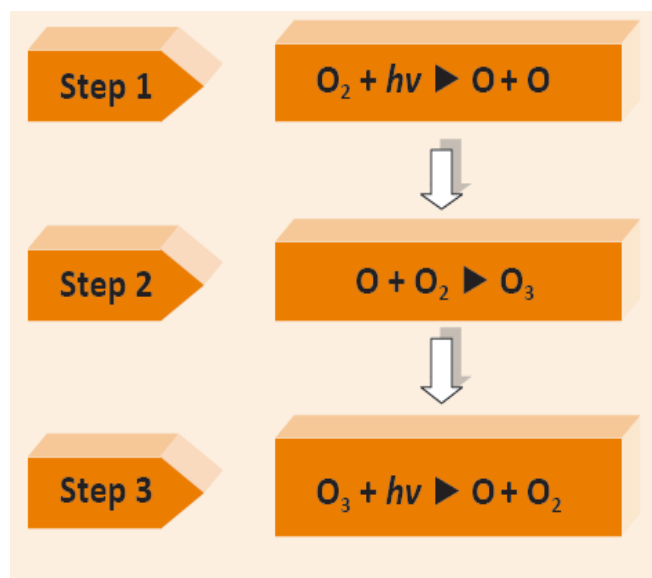 Step 1
O₂ + hv ▶ O + O
Step 2
O + O₂ ▶ O₃
Step 3
O₃ + hv ▶ O + O₂